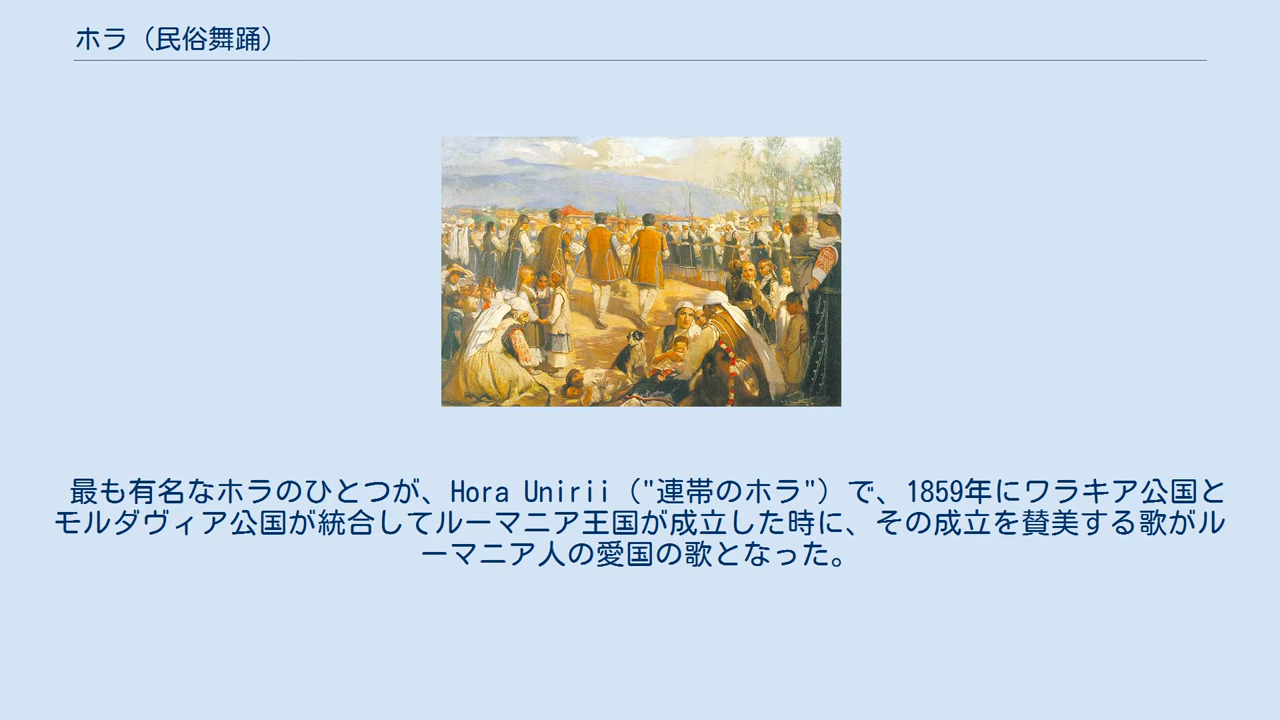 ホラ（民俗舞踊）
最も有名なホラのひとつが、Hora Unirii（"連帯のホラ"）で、1859年にワラキア公国と
モルダヴィア公国が統合してルーマニア王国が成立した時に、その成立を賛美する歌がル
ーマニア人の愛国の歌となった。